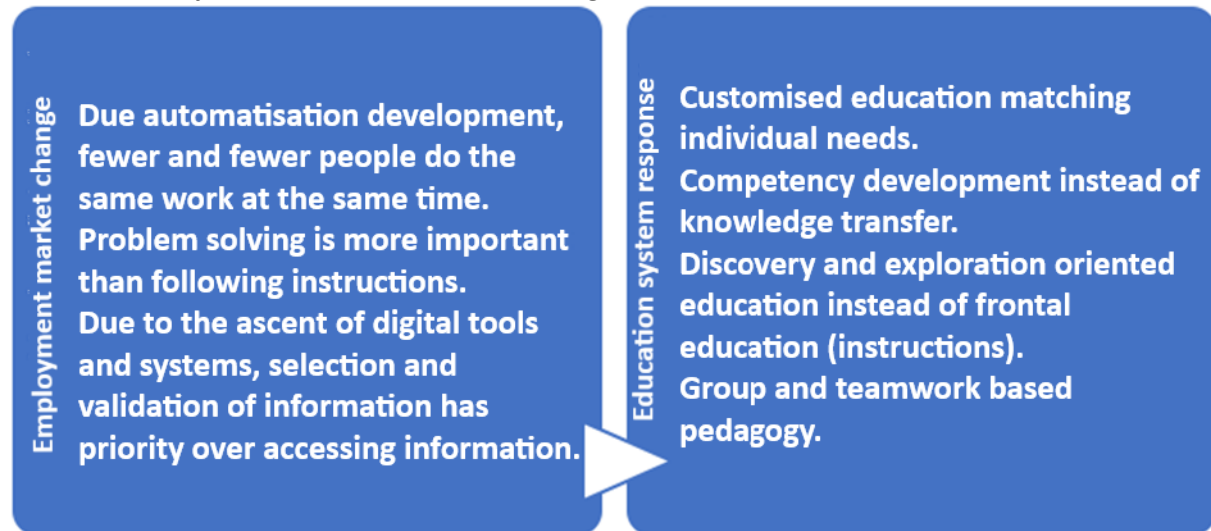 Employment market change
Due automatisation development,
fewer and fewer people do the
same work at the same time.
Problem solving is more important
than following instructions.
Due to the ascent of digital tools
and systems, selection and
validation of information has
priority over accessing information.
Education system response
Customised education matching
individual needs.
Competency development instead of
knowledge transfer.
Discovery and exploration oriented
education instead of frontal
education (instructions).
Group and teamwork based
pedagogy.